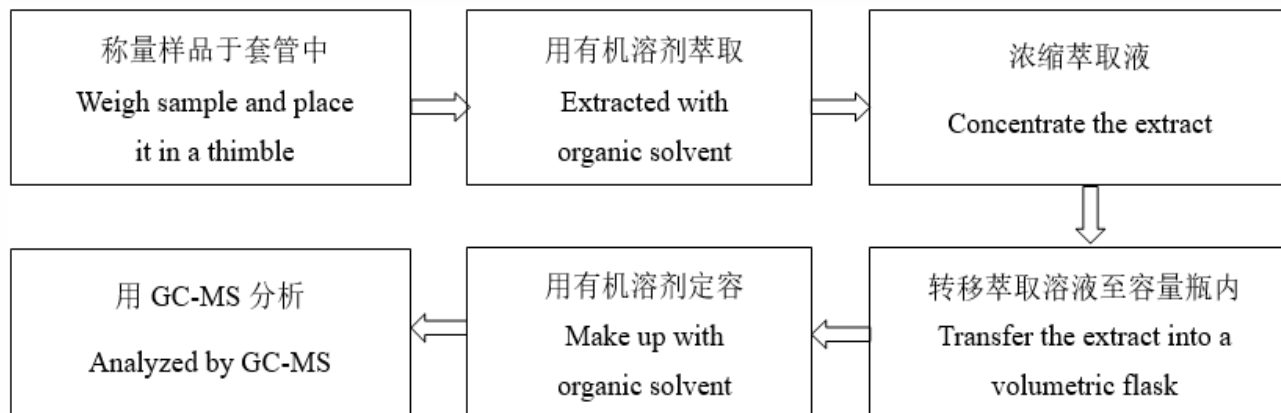 称量样品于套管中
Weigh sample and place
it in a thimble
用有机溶剂萃取
Extracted with
organic solvent
浓缩萃取液
Concentrate the extract
转移萃取溶液至容量瓶内
Transfer the extract into a
volumetric flask
用有机溶剂定容
Make up with
organic solvent
用 GC-MS 分析
Analyzed by GC-MS